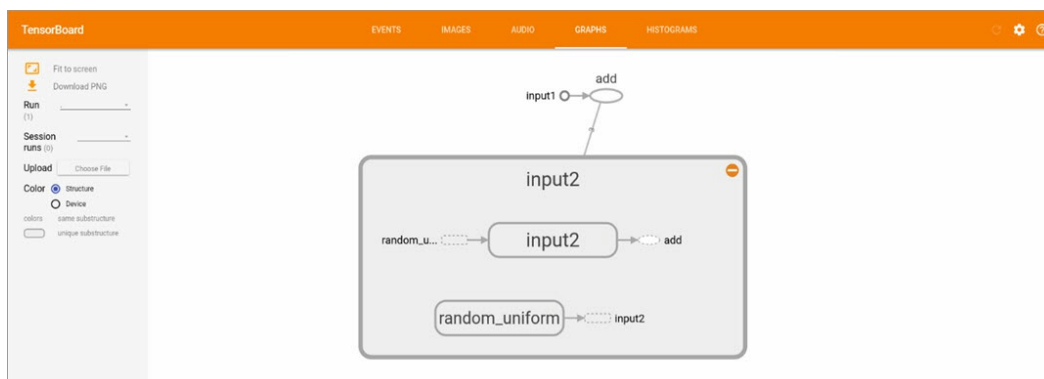 TensorBoard
EVENTS IMAGES AUDIO GRAPHS HISTOGRAMS
Fit to screen
Download PNG
Run
(1)
Session
runs (0)
Upload Choose File
Color Structure
Device
colors same substructure
unique substructure
add
input1
input2
random_u... input2 add
random_uniform input2